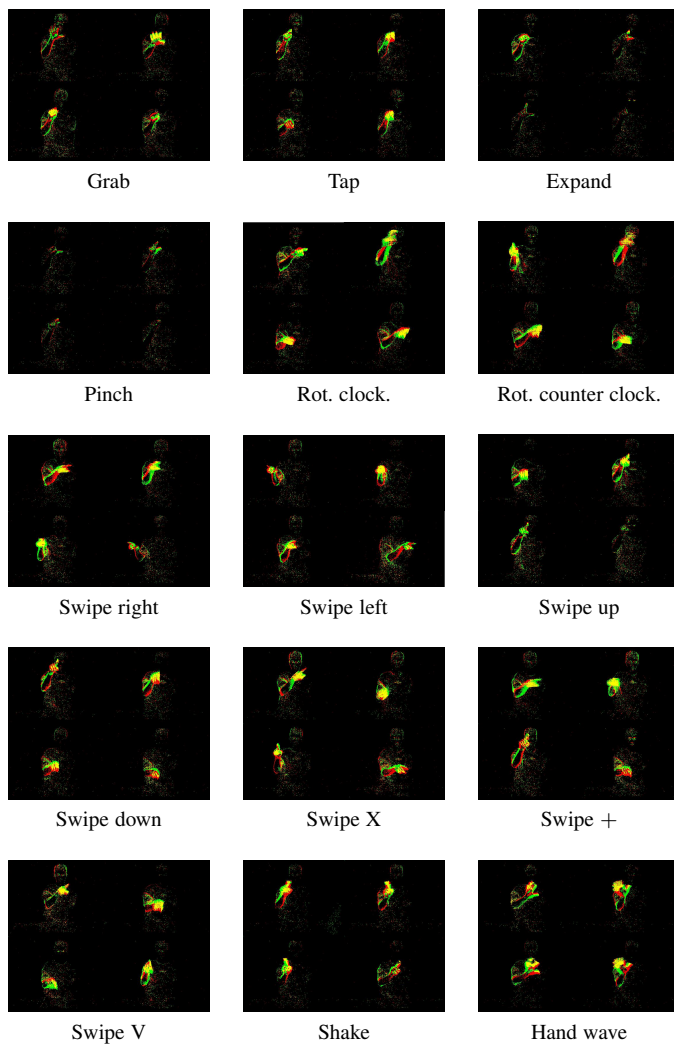 Grab
Tap
Expand
Pinch
Rot. clock.
Rot. counter clock.
Swipe right
Swipe left
Swipe up
Swipe down
Swipe X
Swipe +
Swipe V
Shake
Hand wave